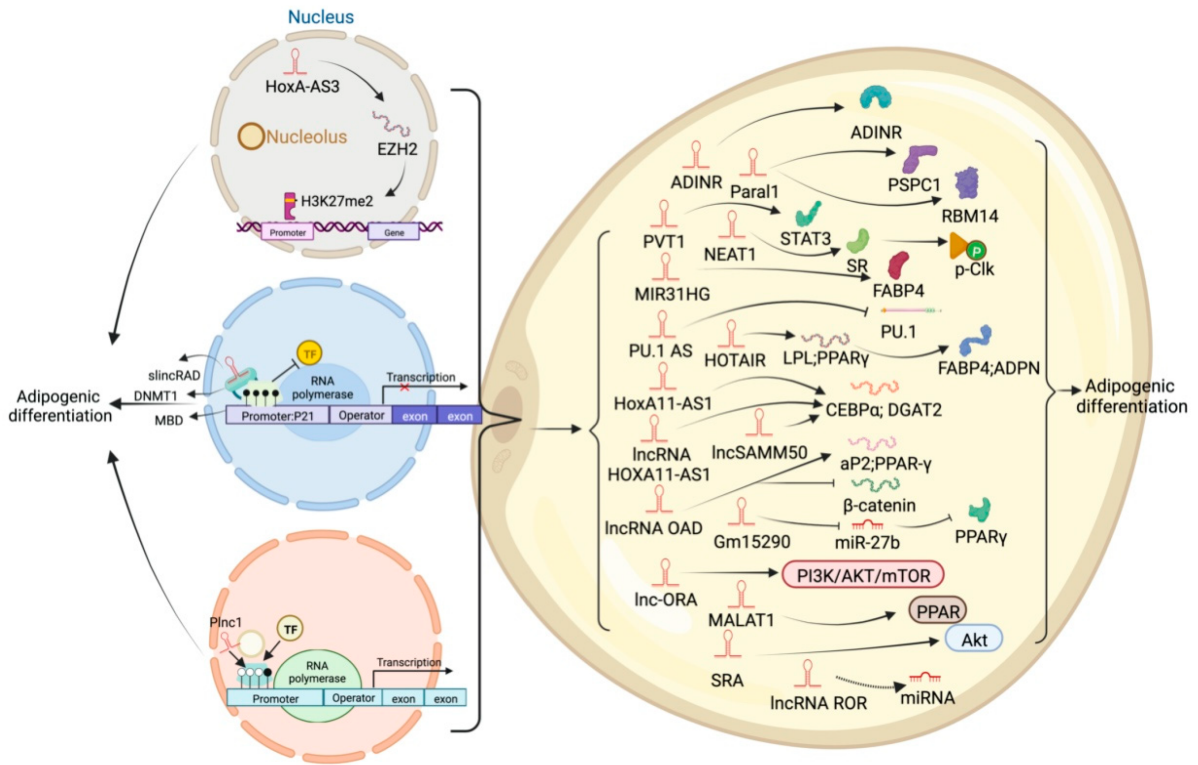 Nucleus
HoxA-AS3
Nucleolus
EZH2
H3K27me2
Promoter
Gene
TF
slincRAD
DNMT1
MBD
RNA
polymerase
Transcription
Promoter:P21
Operator
exon
exon
Adipogenic
differentiation
Plnc1
TF
RNA
polymerase
Transcription
Promoter
Operator
exon
exon
ADINR
ADINR
Paral1
PSPC1
RBM14
PVT1
STAT3
NEAT1
SR
P
p-Clk
MIR31HG
FABP4
PU.1 AS
PU.1
HOTAIR
LPL;PPARγ
FABP4;ADPN
HoxA11-AS1
CEBPα; DGAT2
lncRNA
HOXA11-AS1
lncSAMM50
aP2;PPAR-γ
β-catenin
lncRNA OAD
Gm15290
miR-27b
PPARγ
lnc-ORA
PI3K/AKT/mTOR
MALAT1
PPAR
SRA
Akt
lncRNA ROR
miRNA
Adipogenic
differentiation